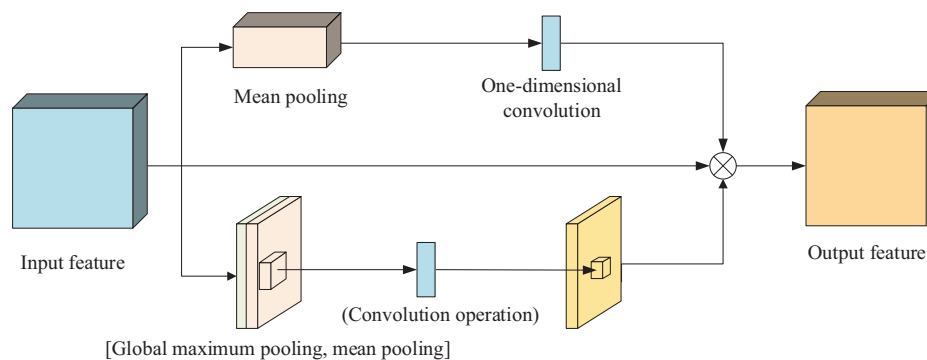 Mean pooling
One-dimensional
convolution
Input feature
Output feature
(Convolution operation)
[Global maximum pooling, mean pooling]